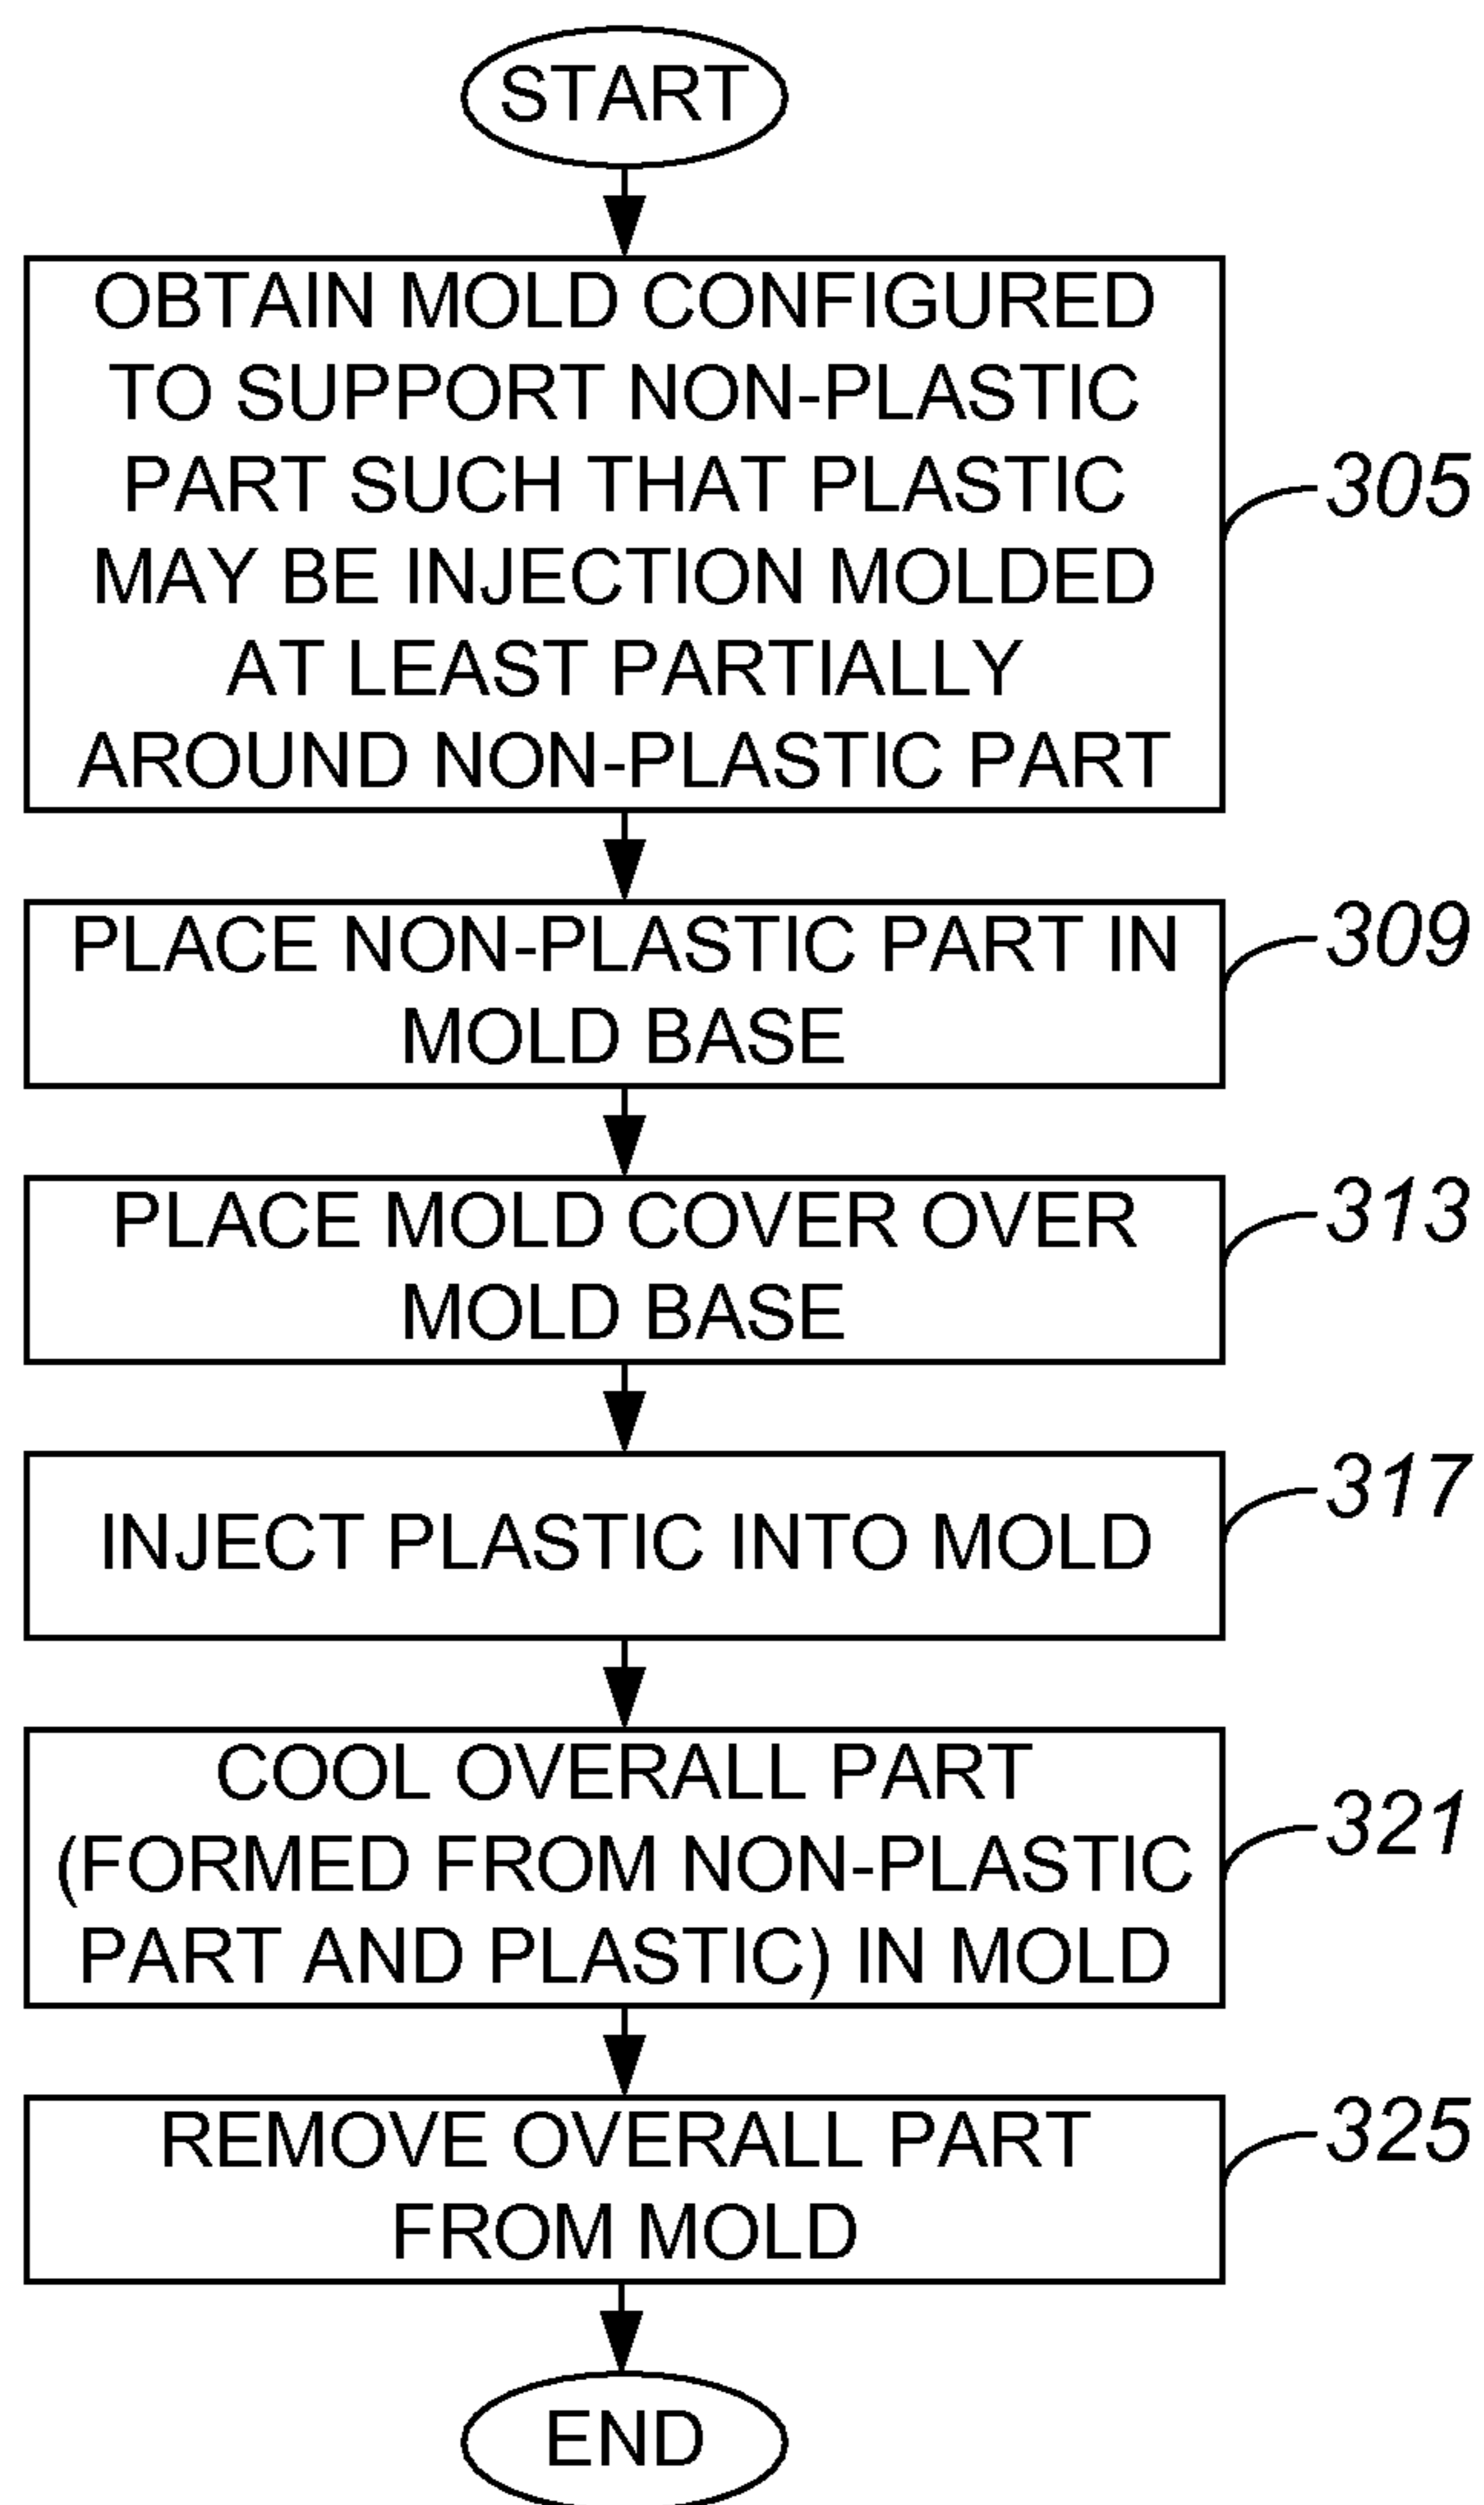 START
OBTAIN MOLD CONFIGURED
TO SUPPORT NON-PLASTIC
PART SUCH THAT PLASTIC
MAY BE INJECTION MOLDED
AT LEAST PARTIALLY
AROUND NON-PLASTIC PART
305
PLACE NON-PLASTIC PART IN
MOLD BASE
309
PLACE MOLD COVER OVER
MOLD BASE
313
INJECT PLASTIC INTO MOLD
317
COOL OVERALL PART
(FORMED FROM NON-PLASTIC
PART AND PLASTIC) IN MOLD
321
REMOVE OVERALL PART
FROM MOLD
325
END